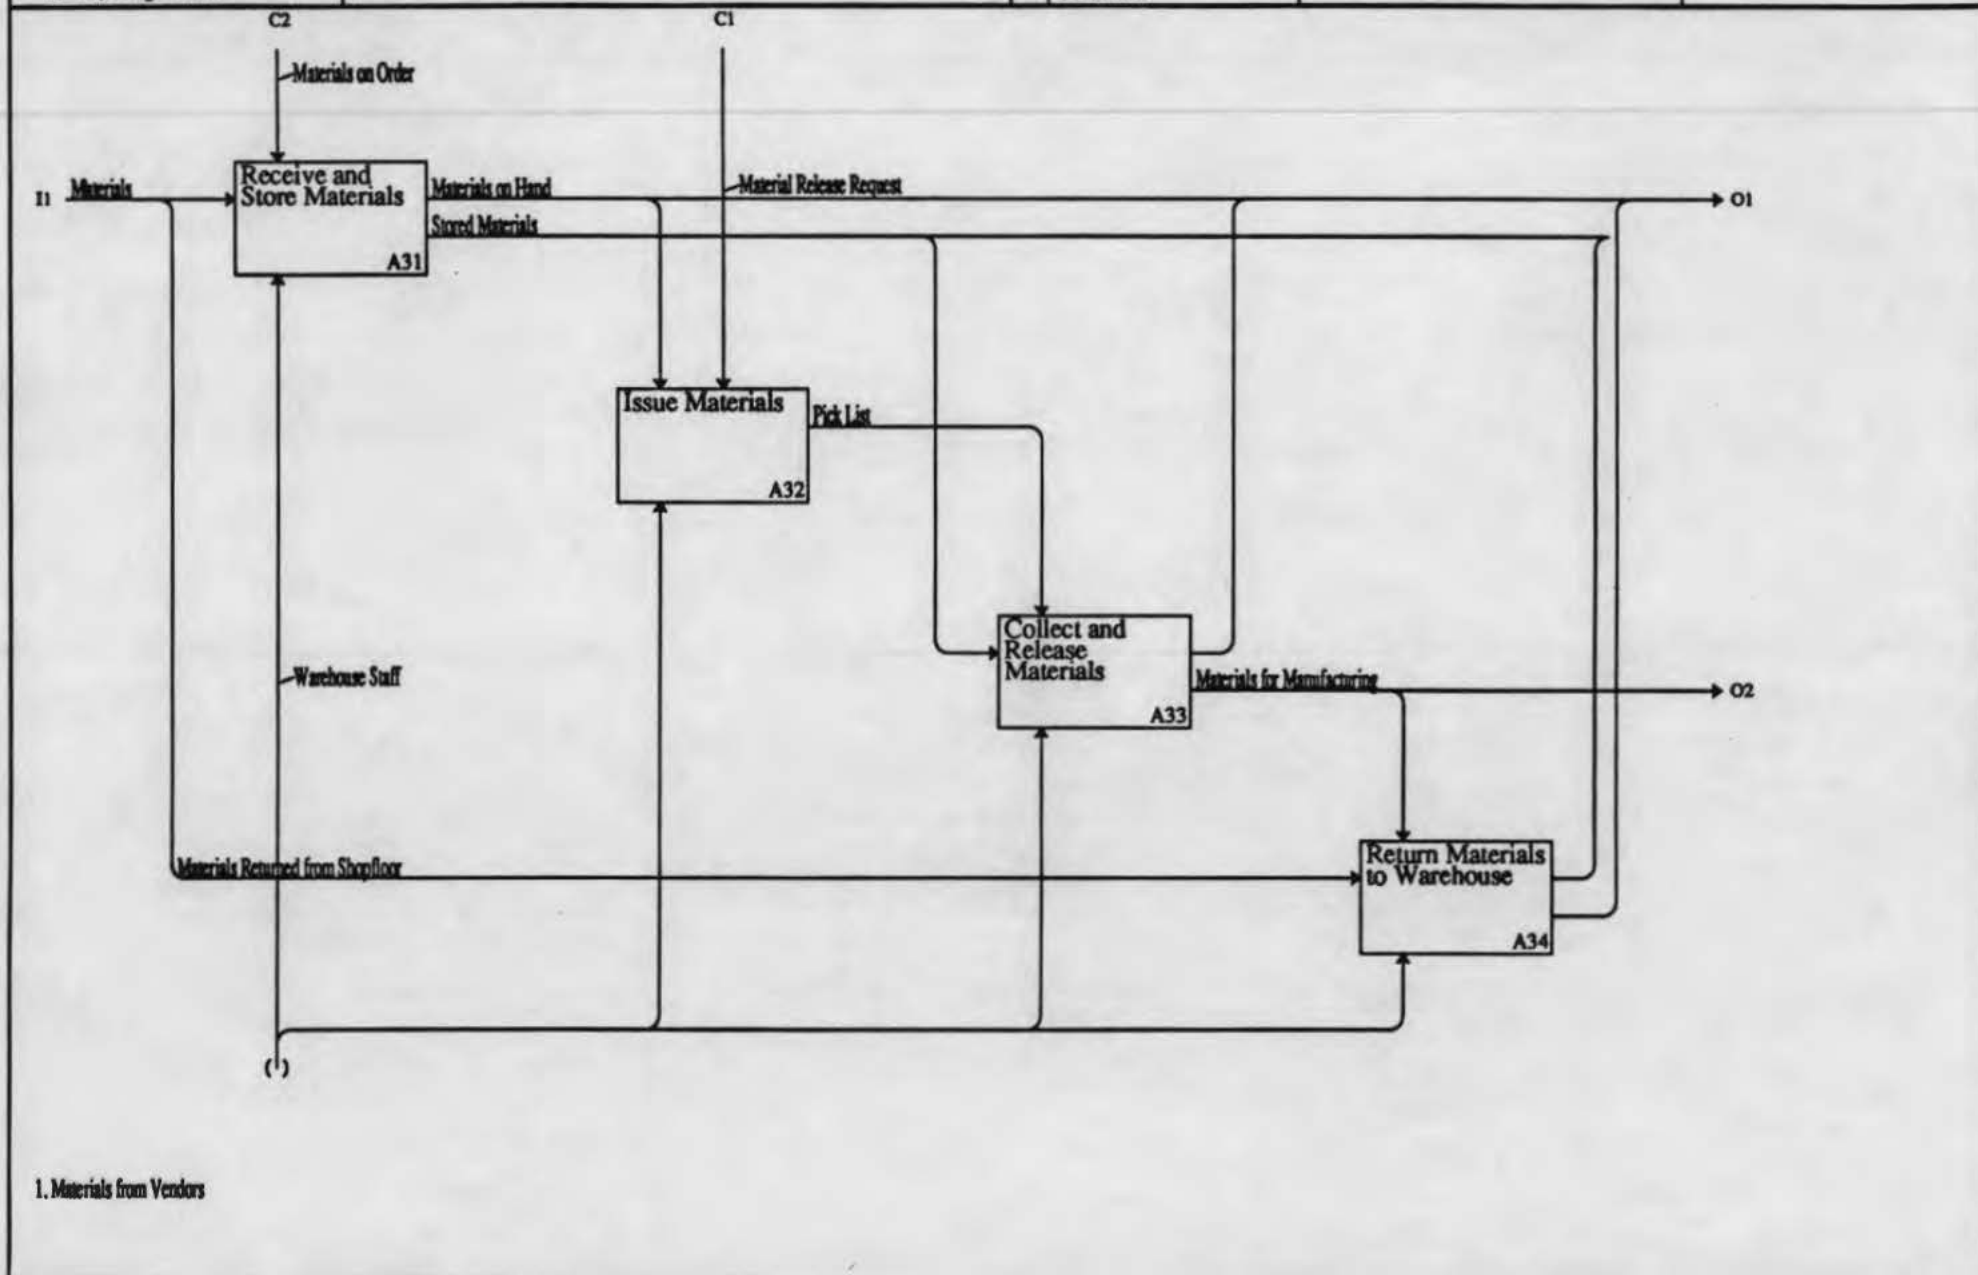 C2
C1
Materials on Order
I1
Materials
Receive and
Store Materials
A31
Materials on Hand
Stored Materials
Material Release Request
O1
Issue Materials
A32
Pick List
Collect and
Release
Materials
A33
Warehouse Staff
Materials for Manufacturing
O2
Materials Returned from Shopfloor
Return Materials
to Warehouse
A34
1. Materials from Vendors